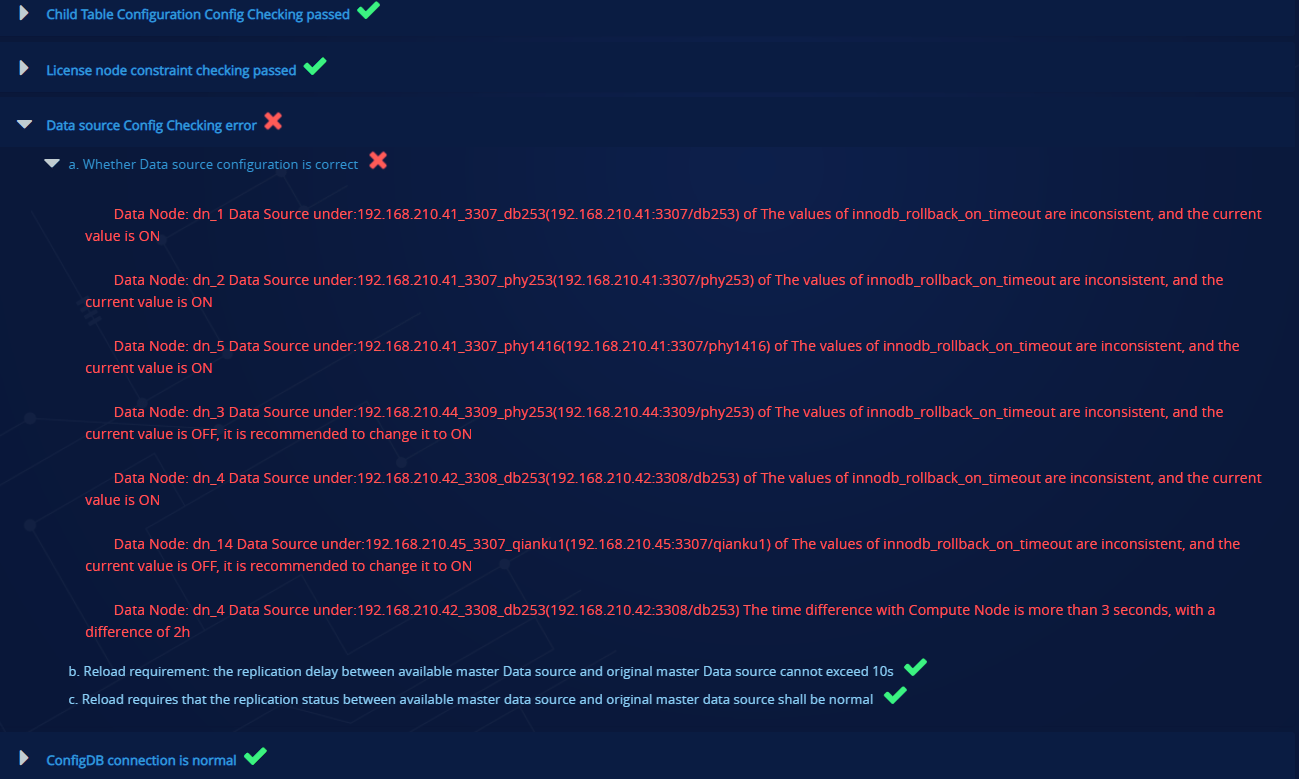 Child Table Configuration Config Checking passed
License node constraint checking passed
Data source Config Checking error
a. Whether Data source configuration is correct
Data Node: dn_1 Data Source under:192.168.210.41_3307_db253(192.168.210.41:3307/db253) of The values of innodb_rollback_on_timeout are inconsistent, and the current
value is ON
Data Node: dn_2 Data Source under:192.168.210.41_3307_phy253(192.168.210.41:3307/phy253) of The values of innodb_rollback_on_timeout are inconsistent, and the
current value is ON
Data Node: dn_5 Data Source under:192.168.210.41_3307_phy1416(192.168.210.41:3307/phy1416) of The values of innodb_rollback_on_timeout are inconsistent, and the
current value is ON
Data Node: dn_3 Data Source under:192.168.210.44_3309_phy253(192.168.210.44:3309/phy253) of The values of innodb_rollback_on_timeout are inconsistent, and the
current value is OFF, it is recommended to change it to ON
Data Node: dn_4 Data Source under:192.168.210.42_3308_db253(192.168.210.42:3308/db253) of The values of innodb_rollback_on_timeout are inconsistent, and the current
value is ON
Data Node: dn_14 Data Source under:192.168.210.45_3307_qianku1(192.168.210.45:3307/qianku1) of The values of innodb_rollback_on_timeout are inconsistent, and the
current value is OFF, it is recommended to change it to ON
Data Node: dn_4 Data Source under:192.168.210.42_3308_db253(192.168.210.42:3308/db253) The time difference with Compute Node is more than 3 seconds, with a
difference of 2h
b. Reload requirement: the replication delay between available master Data source and original master Data source cannot exceed 10s
c. Reload requires that the replication status between available master data source and original master data source shall be normal
ConfigDB connection is normal